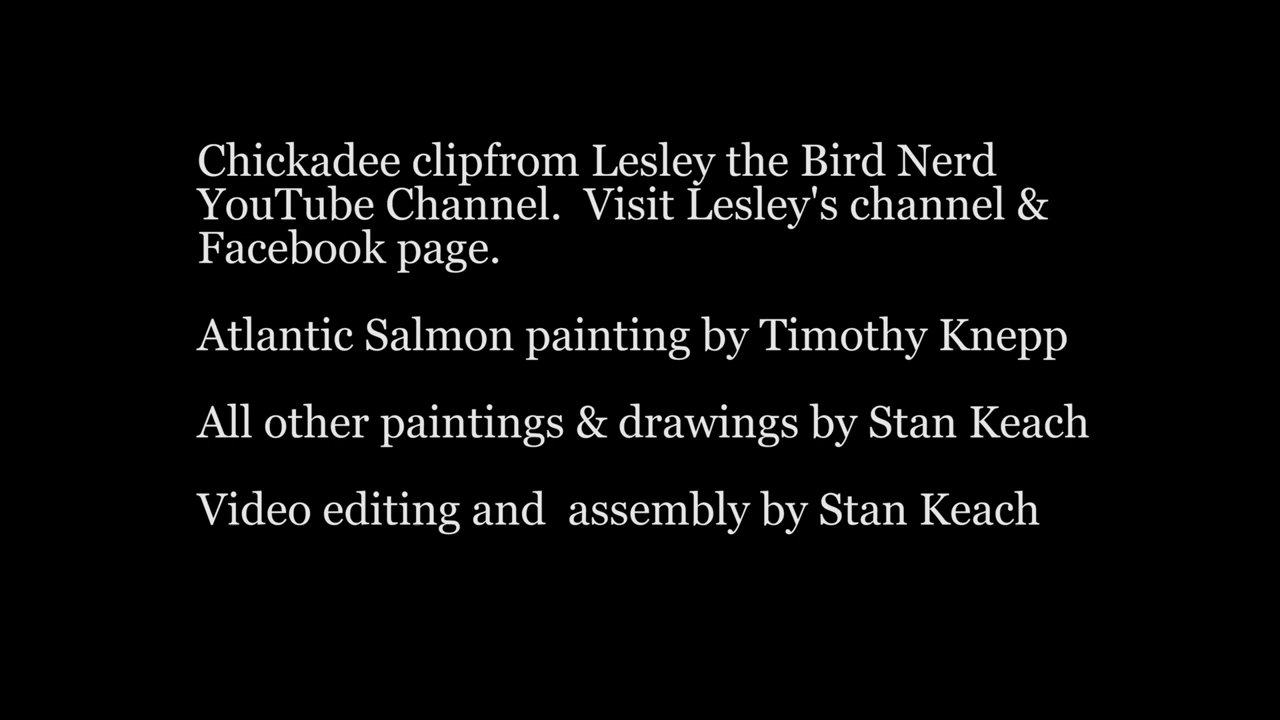 Chickadee clipfrom Lesley the Bird Nerd
YouTube Channel.  Visit Lesley's channel &
Facebook page.
Atlantic Salmon painting by Timothy Knepp
All other paintings & drawings by Stan Keach
Video editing and  assembly by Stan Keach